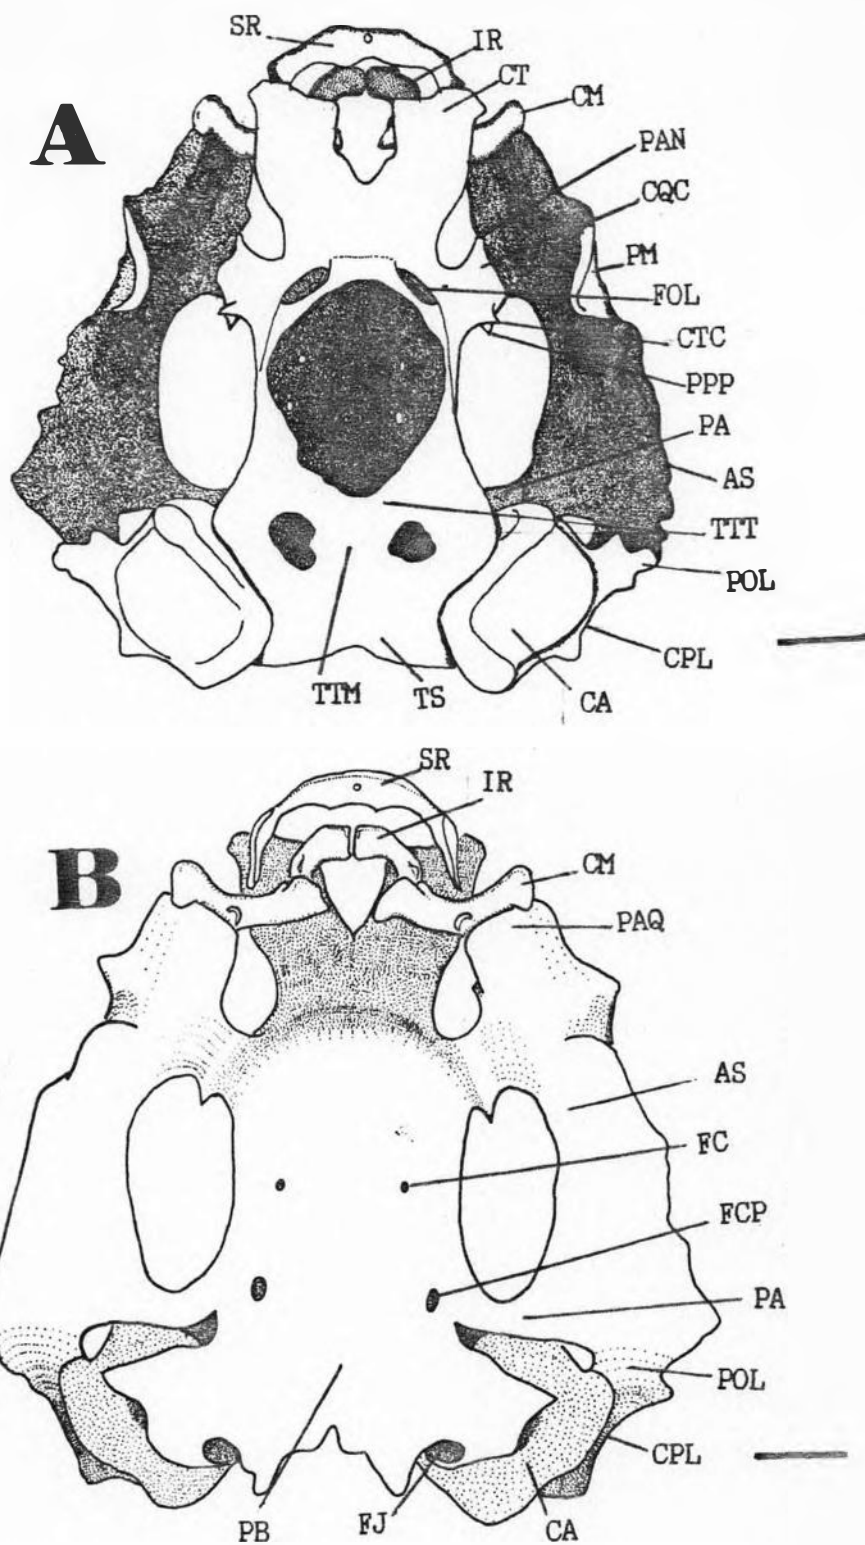 SR
IR
CT
CM
A
PAN
CQC
PM
FOL
CTC
PPP
PA
AS
TTT
POL
CPL
TTM
TS
CA
SR
IR
B
CM
PAQ
AS
FC
FCP
PA
POL
CPL
PB
FJ
CA